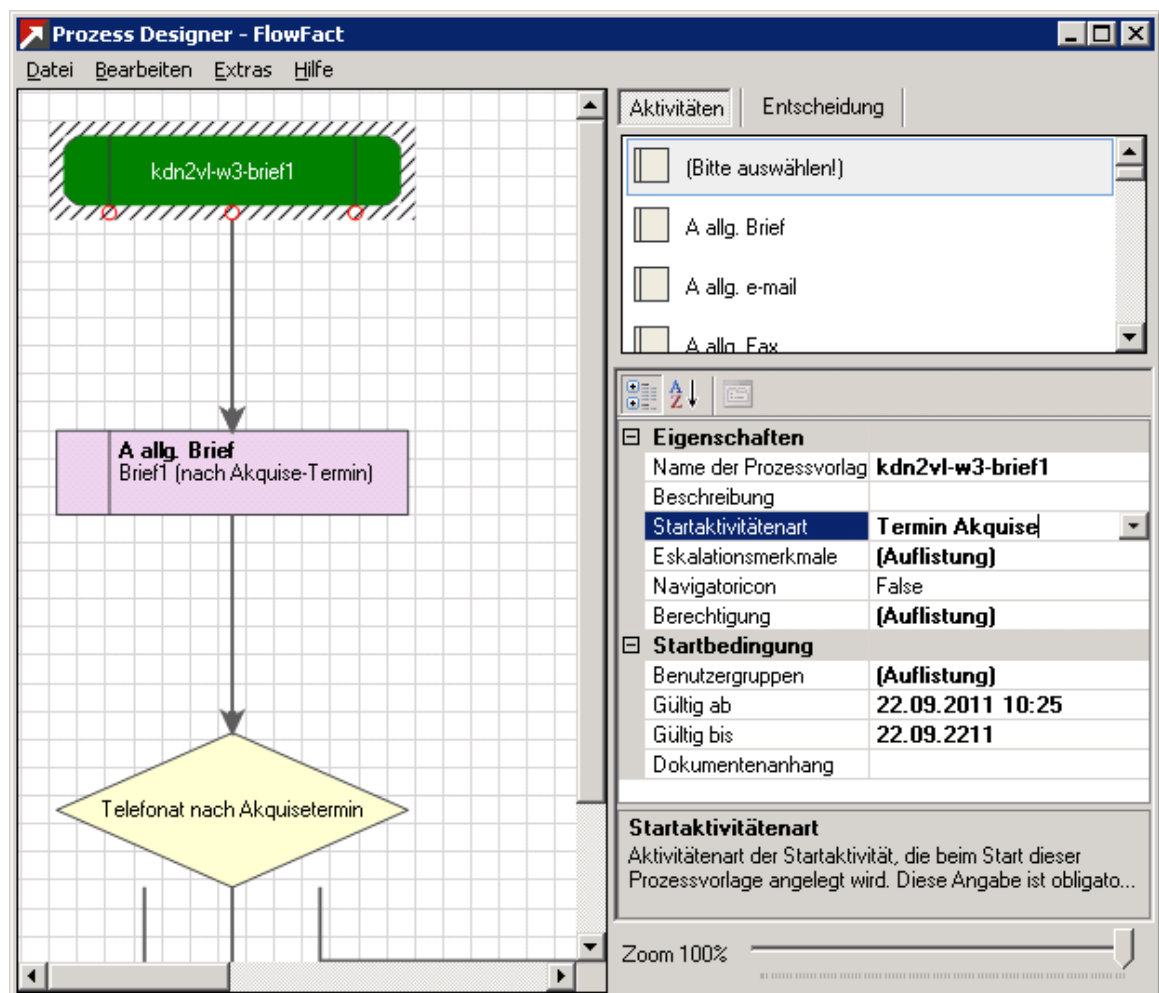 Prozess Designer - FlowFact
Datei Bearbeiten Extras Hilfe
kdn2vl-w3-brief1
A allg. Brief
Brief1 (nach Akquise-Termin)
Telefonat nach Akquisetermin
Aktivitäten Entscheidung
(Bitte auswählen!)
A allg. Brief
A allg. e-mail
A allg. Fax
Eigenschaften
Name der Prozessvorlag kdn2vl-w3-brief1
Beschreibung
Startaktivitätenart Termin Akquise
Eskalationsmerkmale (Auflistung)
Navigatoricon False
Berechtigung (Auflistung)
Startbedingung
Benutzergruppen (Auflistung)
Gültig ab 22.09.2011 10:25
Gültig bis 22.09.2211
Dokumentenanhang
Startaktivitätenart
Aktivitätenart der Startaktivität, die beim Start dieser
Prozessvorlage angelegt wird. Diese Angabe ist obligato...
Zoom 100%